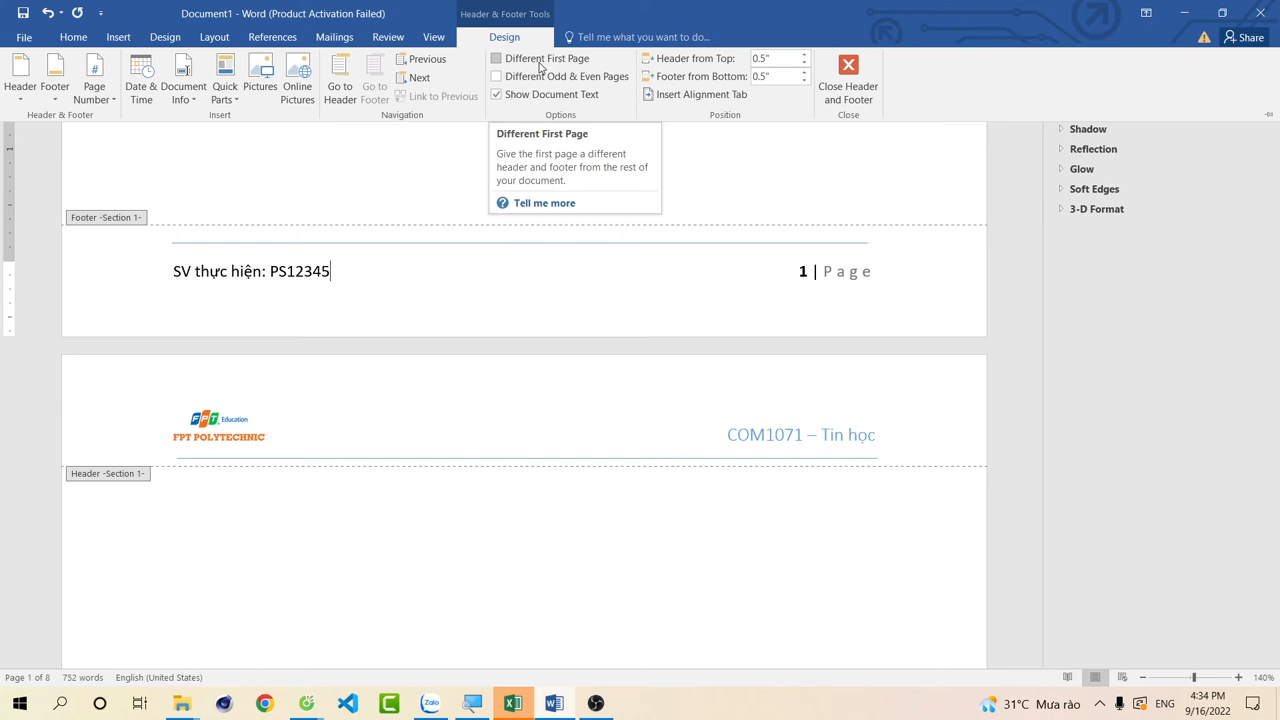 Document1 - Word (Product Activation Failed)
Header & Footer Tools
File Home Insert Design Layout References Mailings Review View Design Tell me what you want to do... Share
Header
Footer
Page Number
Header & Footer
Date & Time
Document Info
Quick Parts
Pictures
Online Pictures
Insert
Go to Header
Go to Footer
Previous
Next
Link to Previous
Navigation
Different First Page
Different Odd & Even Pages
Show Document Text
Options
Header from Top: 0.5"
Footer from Bottom: 0.5"
Insert Alignment Tab
Position
Close Header and Footer
Close
Different First Page
Give the first page a different
header and footer from the rest of
your document.
Tell me more
Shadow
Reflection
Glow
Soft Edges
3-D Format
1
Footer -Section 1-
SV thực hiện: PS12345 1 | P a g e
FPT Education
FPT POLYTECHNIC
COM1071 – Tin học
Header -Section 1-
Page 1 of 8 752 words English (United States) 140%
Zalo
31°C Mưa rào ENG 4:34 PM
9/16/2022